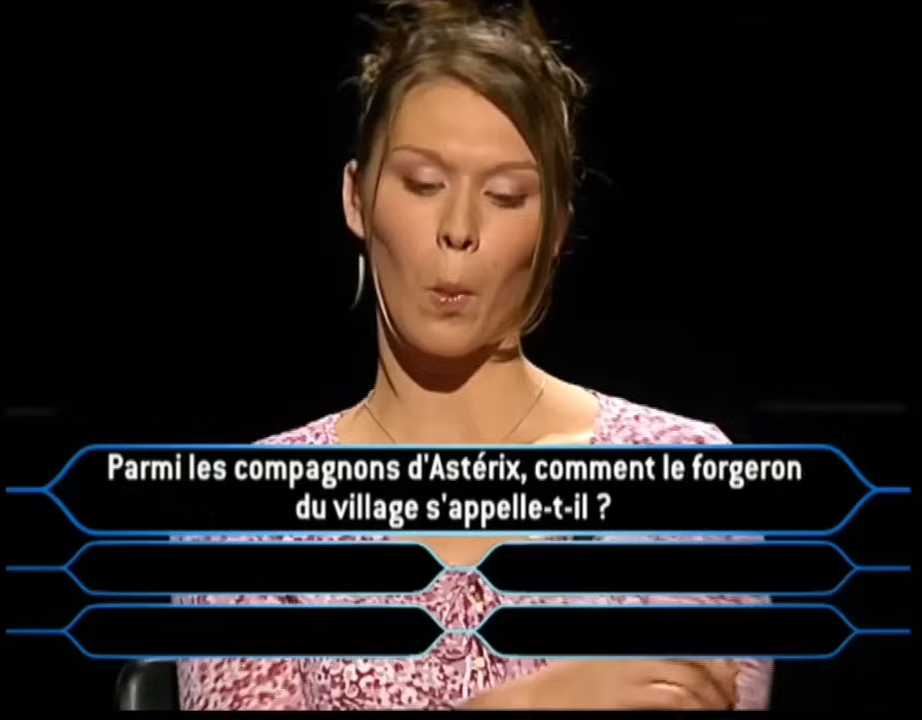 Parmi les compagnons d'Astérix, comment le forgeron
du village s'appelle-t-il ?